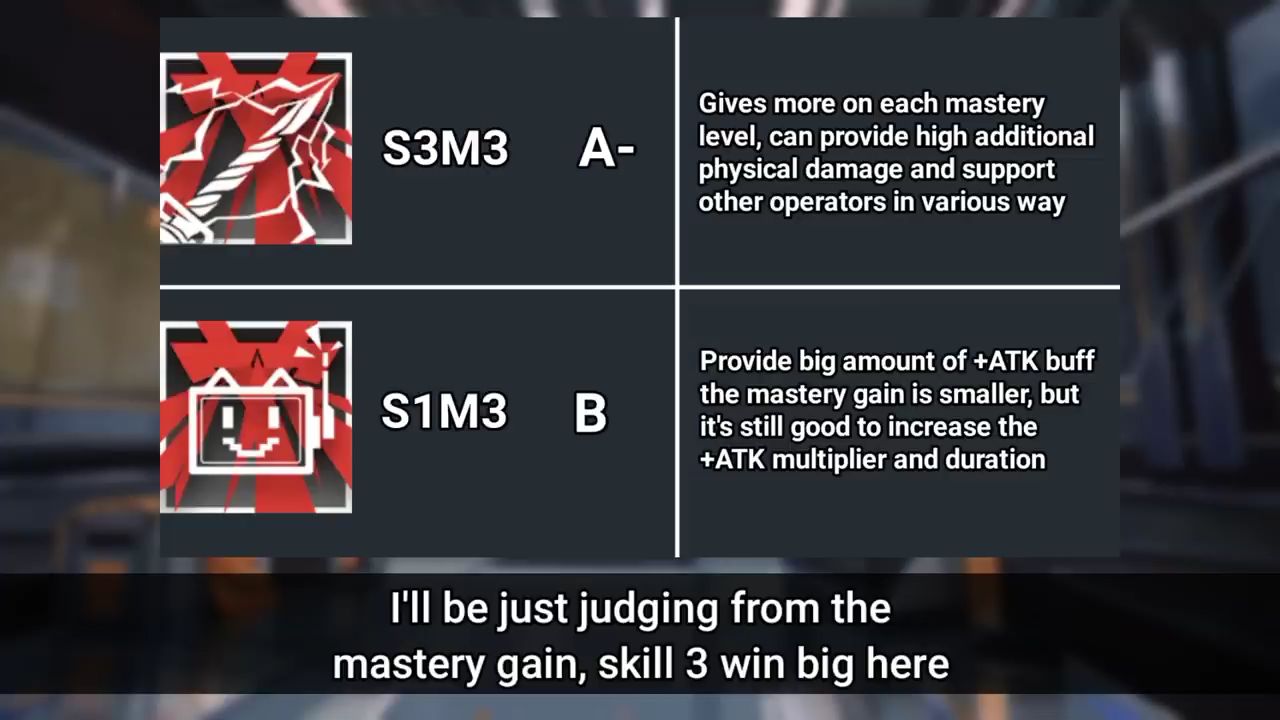 S3M3
A-
Gives more on each mastery
level, can provide high additional
physical damage and support
other operators in various way
S1M3
B
Provide big amount of +ATK buff
the mastery gain is smaller, but
it's still good to increase the
+ATK multiplier and duration
I'll be just judging from the
mastery gain, skill 3 win big here